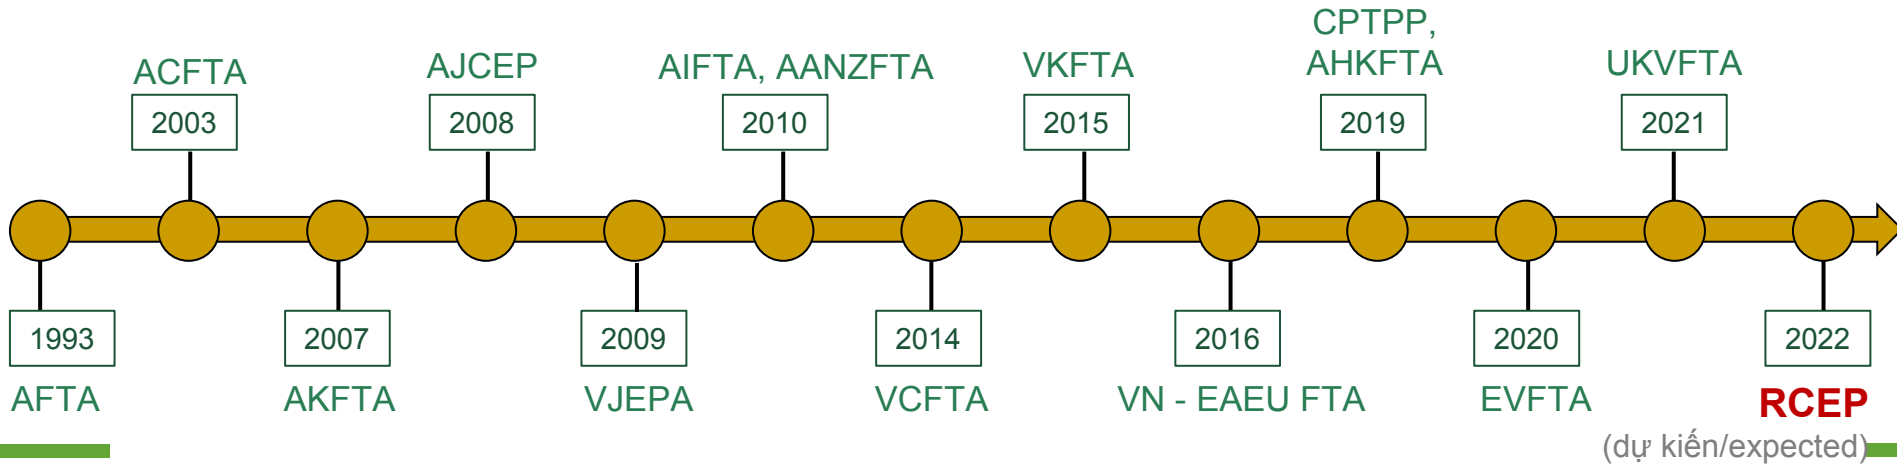 CPTPP,
ACFTA AJCEP AIFTA, AANZFTA VKFTA AHKFTA UKVFTA
2003 2008 2010 2015 2019 2021
1993 2007 2009 2014 2016 2020 2022
AFTA AKFTA VJEPA VCFTA VN - EAEU FTA EVFTA RCEP
(dự kiến/expected)